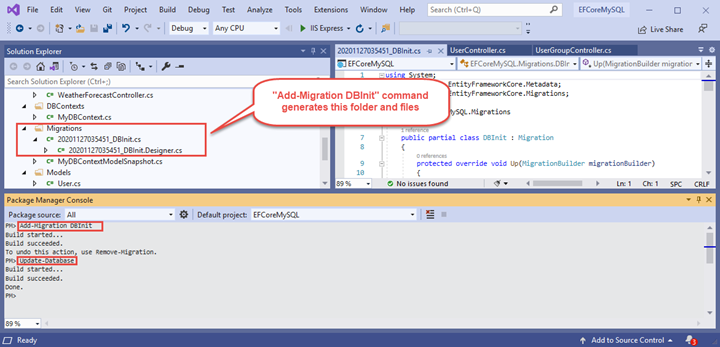 File Edit View Git Project Build Debug Test Analyze Tools Extensions Window Help
Search (Ctrl+Q)
EFCoreMySQL
Debug
Any CPU
IIS Express
Live Share
Solution Explorer
Search Solution Explorer (Ctrl+;)
WeatherForecastController.cs
DBContexts
MyDBContext.cs
Migrations
20201127035451_DBInit.cs
20201127035451_DBInit.Designer.cs
MyDBContextModelSnapshot.cs
Models
User.cs
"Add-Migration DBInit" command
generates this folder and files
20201127035451_DBInit.cs
UserController.cs
UserGroupController.cs
EFCoreMySQL
EFCoreMySQL.Migrations.DBIr
Up(MigrationBuilder migration
1 using System;
EntityFrameworkCore.Metadata;
EntityFrameworkCore.Migrations;
MySQL.Migrations
1 reference
7 public partial class DBInit : Migration
8 {
0 references
9 protected override void Up(MigrationBuilder migrationBuilder)
10 {
89 %
No issues found
Ln: 1
Ch: 1
SPC
CRLF
Package Manager Console
Package source: All
Default project: EFCoreMySQL
PM> Add-Migration DBInit
Build started...
Build succeeded.
To undo this action, use Remove-Migration.
PM> Update-Database
Build started...
Build succeeded.
Done.
PM>
89 %
Ready
Add to Source Control
3